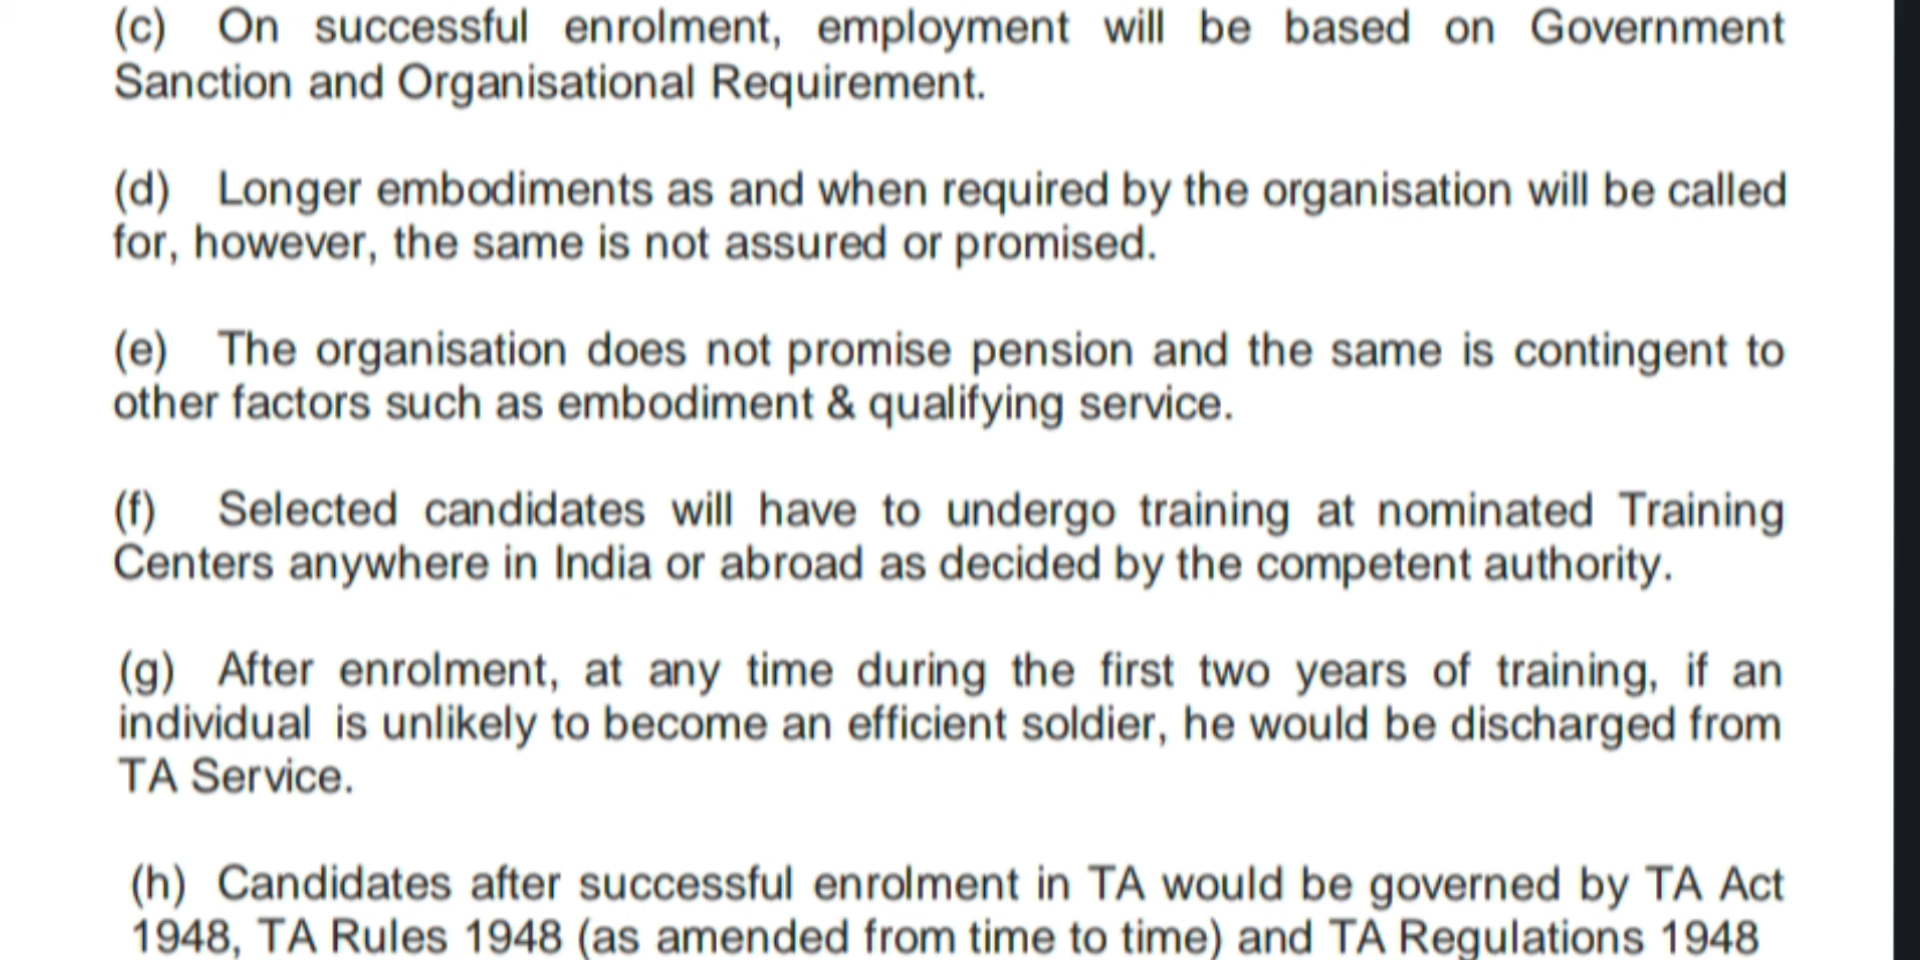 (c) On successful enrolment, employment will be based on Government
Sanction and Organisational Requirement.
(d) Longer embodiments as and when required by the organisation will be called
for, however, the same is not assured or promised.
(e) The organisation does not promise pension and the same is contingent to
other factors such as embodiment & qualifying service.
(f) Selected candidates will have to undergo training at nominated Training
Centers anywhere in India or abroad as decided by the competent authority.
(g) After enrolment, at any time during the first two years of training, if an
individual is unlikely to become an efficient soldier, he would be discharged from
TA Service.
(h) Candidates after successful enrolment in TA would be governed by TA Act
1948, TA Rules 1948 (as amended from time to time) and TA Regulations 1948